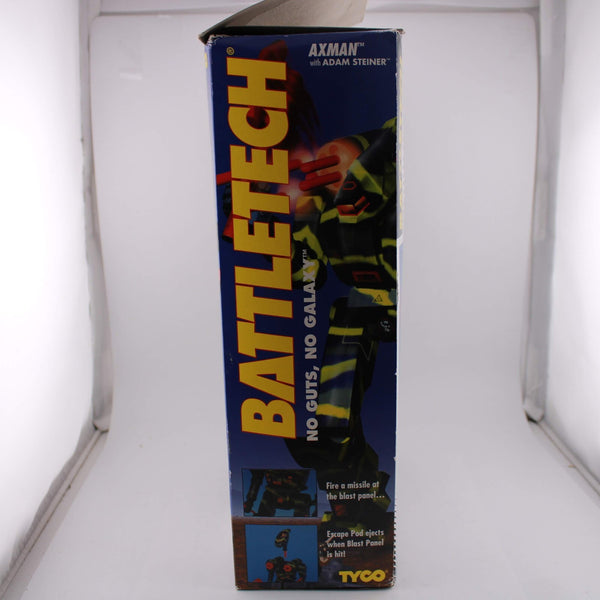 AXMAN™
with ADAM STEINER™
BATTLETECH®
NO GUTS, NO GALAXY™
Fire a missile at
the blast panel...
Escape Pod ejects
when Blast Panel
is hit!
TYCO®